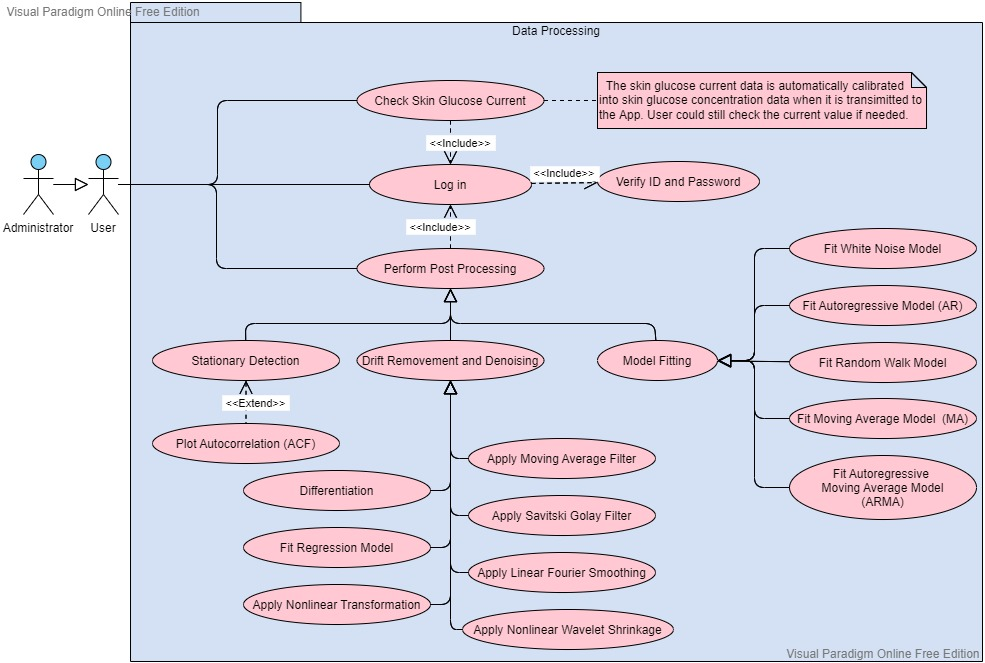 Visual Paradigm Online Free Edition
Data Processing
Check Skin Glucose Current
The skin glucose current data is automatically calibrated
into skin glucose concentration data when it is transimitted to
the App. User could still check the current value if needed.
<<Include>>
Log in
<<Include>>
Verify ID and Password
Administrator
User
<<Include>>
Perform Post Processing
Stationary Detection
Drift Removement and Denoising
Model Fitting
Fit White Noise Model
Fit Autoregressive Model (AR)
Fit Random Walk Model
Fit Moving Average Model  (MA)
Fit Autoregressive
Moving Average Model
(ARMA)
<<Extend>>
Plot Autocorrelation (ACF)
Apply Moving Average Filter
Differentiation
Apply Savitski Golay Filter
Fit Regression Model
Apply Linear Fourier Smoothing
Apply Nonlinear Transformation
Apply Nonlinear Wavelet Shrinkage
Visual Paradigm Online Free Edition